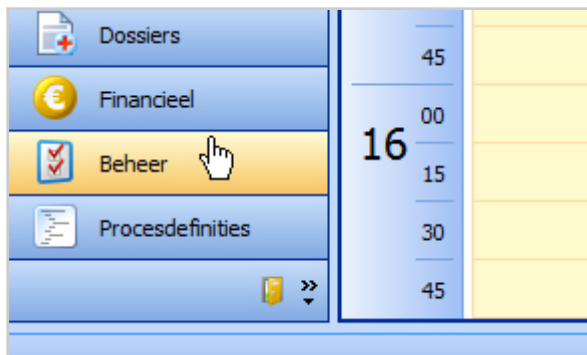 Dossiers
Financieel
Beheer
Procesdefinities
45
16 00
15
30
45